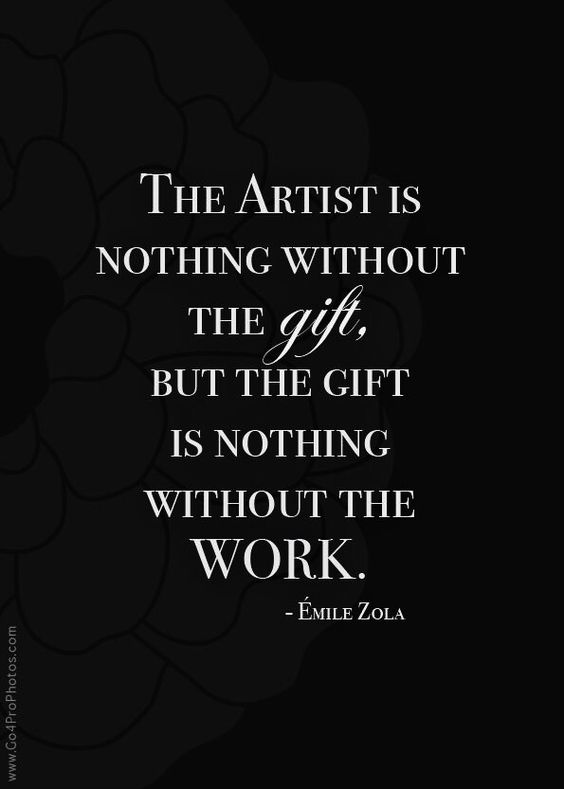 The Artist is
nothing without
the gift,
but the gift
is nothing
without the
WORK.
- Émile Zola
www.Go4ProPhotos.com